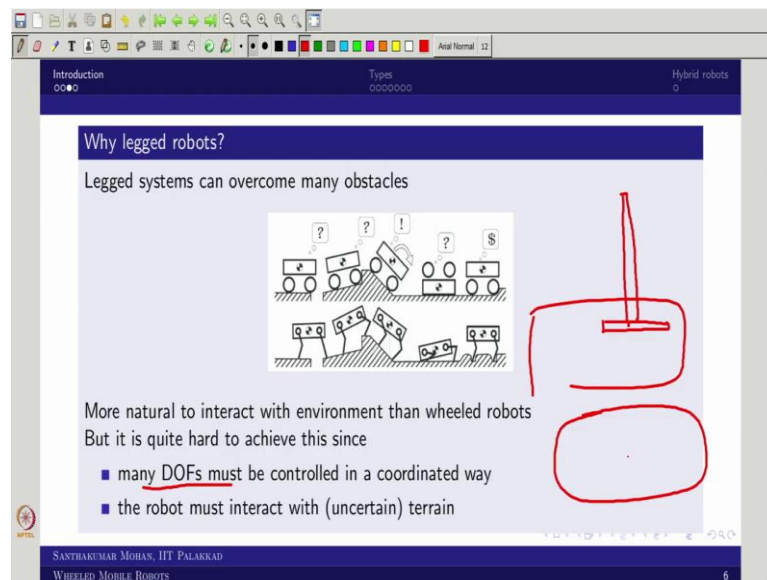 Arial Normal 12
Introduction Types Hybrid robots
Why legged robots?
Legged systems can overcome many obstacles
? ? ! ? $
More natural to interact with environment than wheeled robots
But it is quite hard to achieve this since
many DOFs must be controlled in a coordinated way
the robot must interact with (uncertain) terrain
NPTEL
SANTHAKUMAR MOHAN, IIT PALAKKAD
WHEELED MOBILE ROBOTS 6